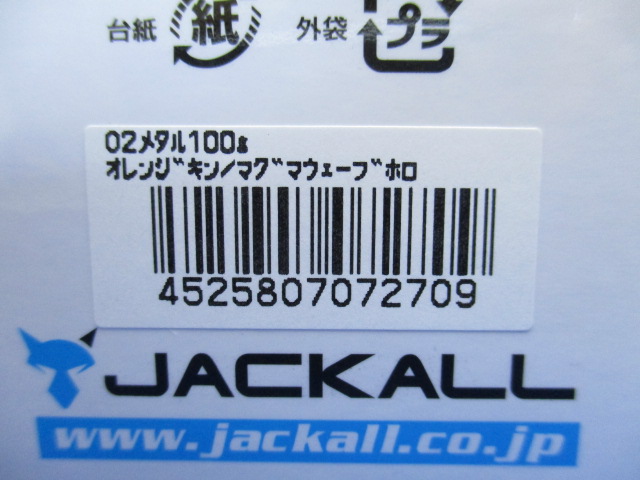 台紙 紙 外袋 プラ
02ﾒﾀﾙ100g
ｵﾚﾝｼﾞｷﾝ/ﾏｸﾞﾏｳｪｰﾌﾞﾎﾛ
4525807072709
JACKALL
www.jackall.co.jp